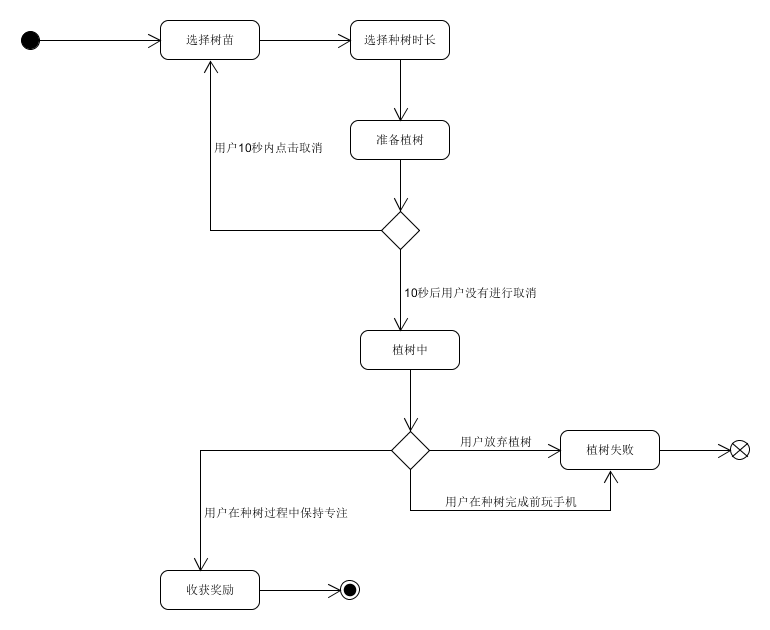 选择树苗
选择种树时长
准备植树
用户10秒内点击取消
10秒后用户没有进行取消
植树中
用户放弃植树
植树失败
用户在种树完成前玩手机
用户在种树过程中保持专注
收获奖励